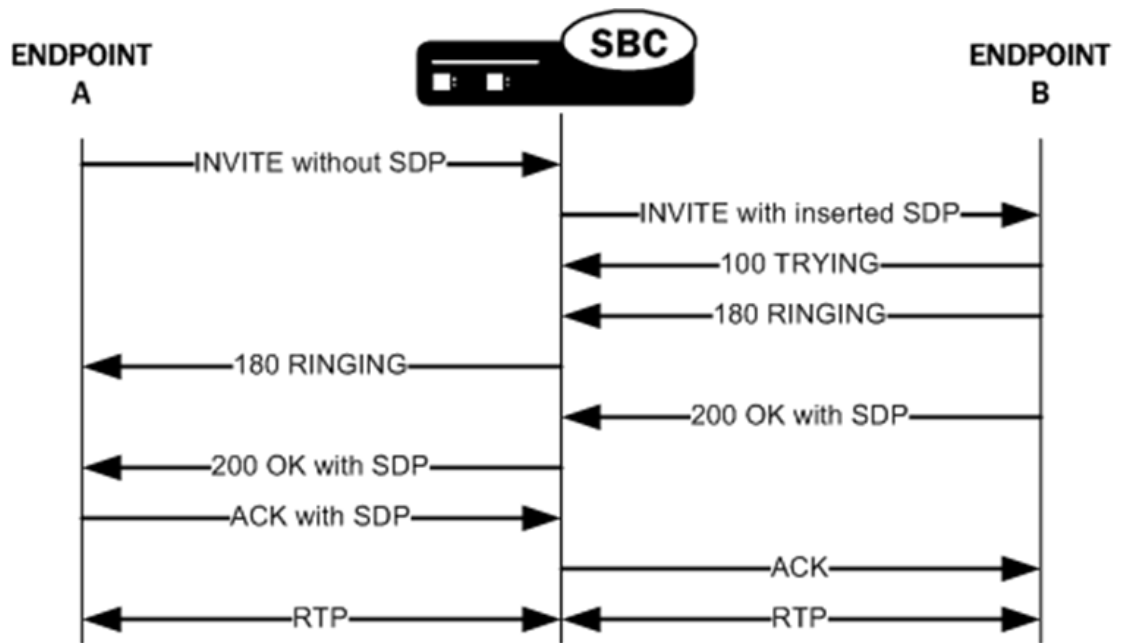 SBC
ENDPOINT
A
ENDPOINT
B
INVITE without SDP
INVITE with inserted SDP
100 TRYING
180 RINGING
180 RINGING
200 OK with SDP
200 OK with SDP
ACK with SDP
ACK
RTP
RTP